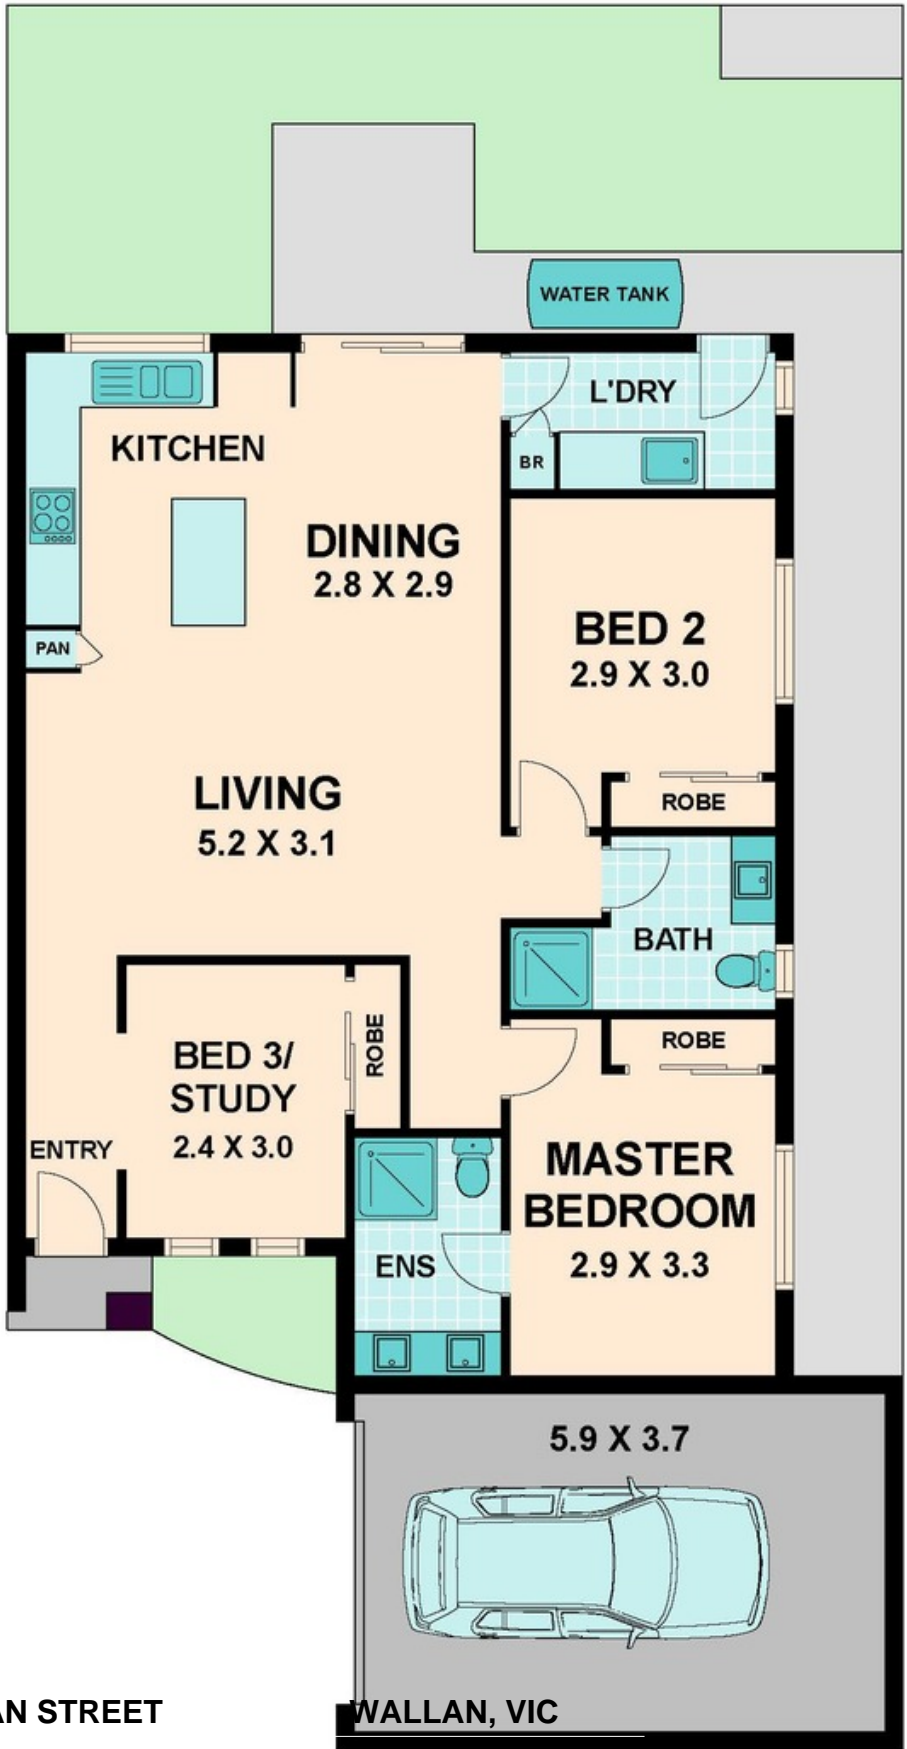 WATER TANK
L'DRY
KITCHEN
BR
DINING
2.8 X 2.9
BED 2
2.9 X 3.0
PAN
LIVING
5.2 X 3.1
ROBE
BATH
ROBE
ROBE
BED 3/
STUDY
2.4 X 3.0
ENTRY
MASTER
BEDROOM
2.9 X 3.3
ENS
5.9 X 3.7
AN STREET WALLAN, VIC